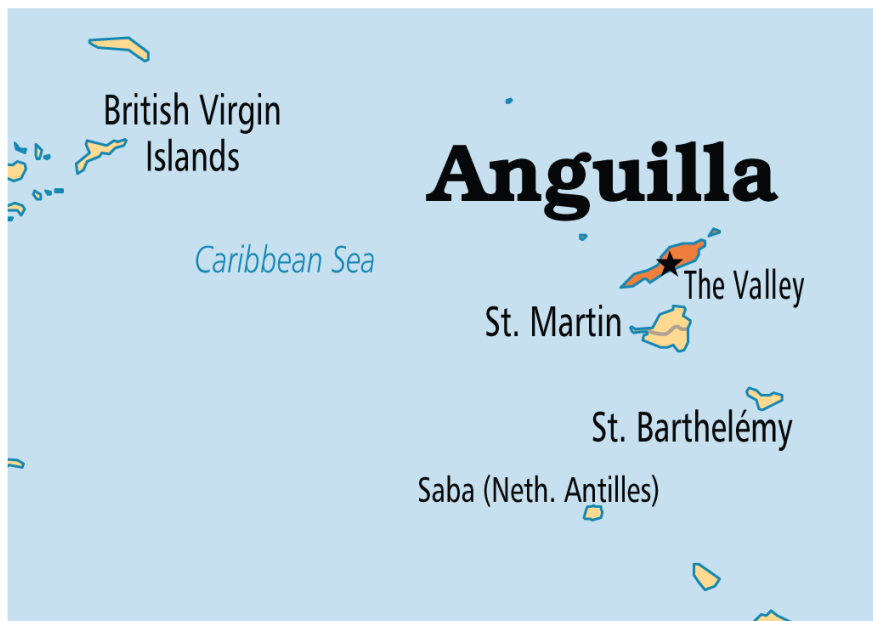 British Virgin
Islands
Anguilla
Caribbean Sea
The Valley
St. Martin
St. Barthelémy
Saba (Neth. Antilles)